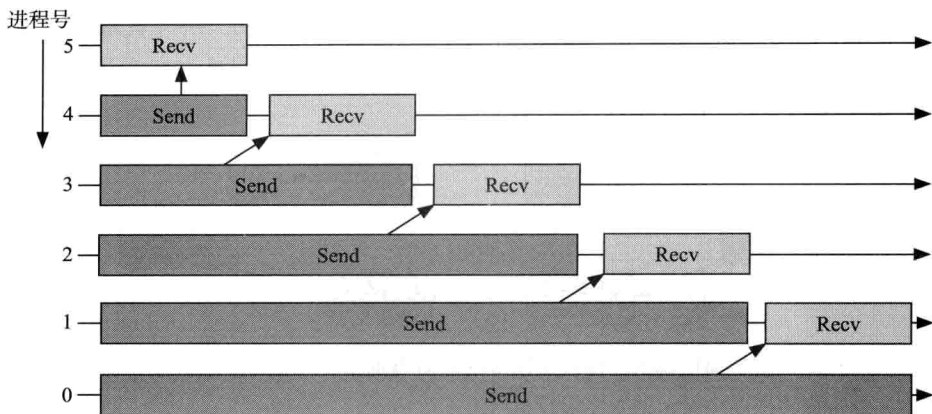 进程号
5 Recv
4 Send Recv
3 Send Recv
2 Send Recv
1 Send Recv
0 Send